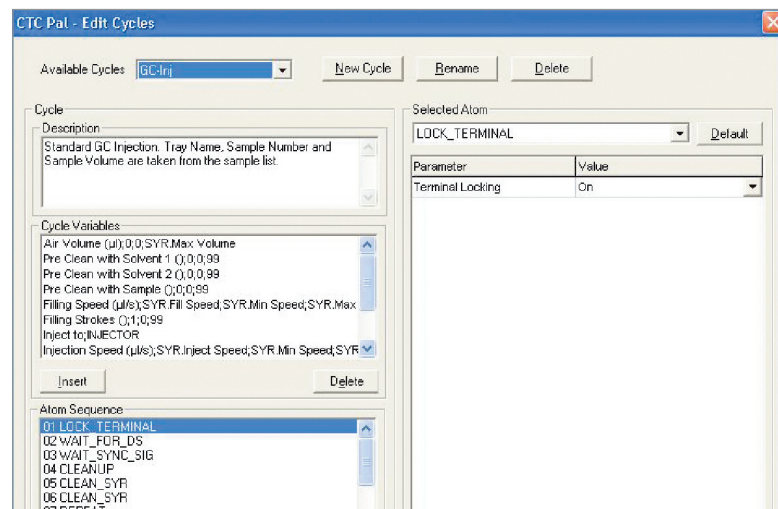 CTC Pal - Edit Cycles
Available Cycles GC-Inj New Cycle Rename Delete
Cycle
Description
Standard GC Injection. Tray Name, Sample Number and
Sample Volume are taken from the sample list.
Cycle Variables
Air Volume (µl);0;0;SYR.Max Volume
Pre Clean with Solvent 1 ();0;0;99
Pre Clean with Solvent 2 ();0;0;99
Pre Clean with Sample ();0;0;99
Filling Speed (µl/s);SYR.Fill Speed;SYR.Min Speed;SYR.Max
Filling Strokes ();1;0;99
Inject to;INJECTOR
Injection Speed (µl/s);SYR.Inject Speed;SYR.Min Speed;SYR
Insert Delete
Atom Sequence
01 LOCK_TERMINAL
02 WAIT_FOR_DS
03 WAIT_SYNC_SIG
04 CLEANUP
05 CLEAN_SYR
06 CLEAN_SYR
07 REPEAT
Selected Atom
LOCK_TERMINAL Default
Parameter Value
Terminal Locking On